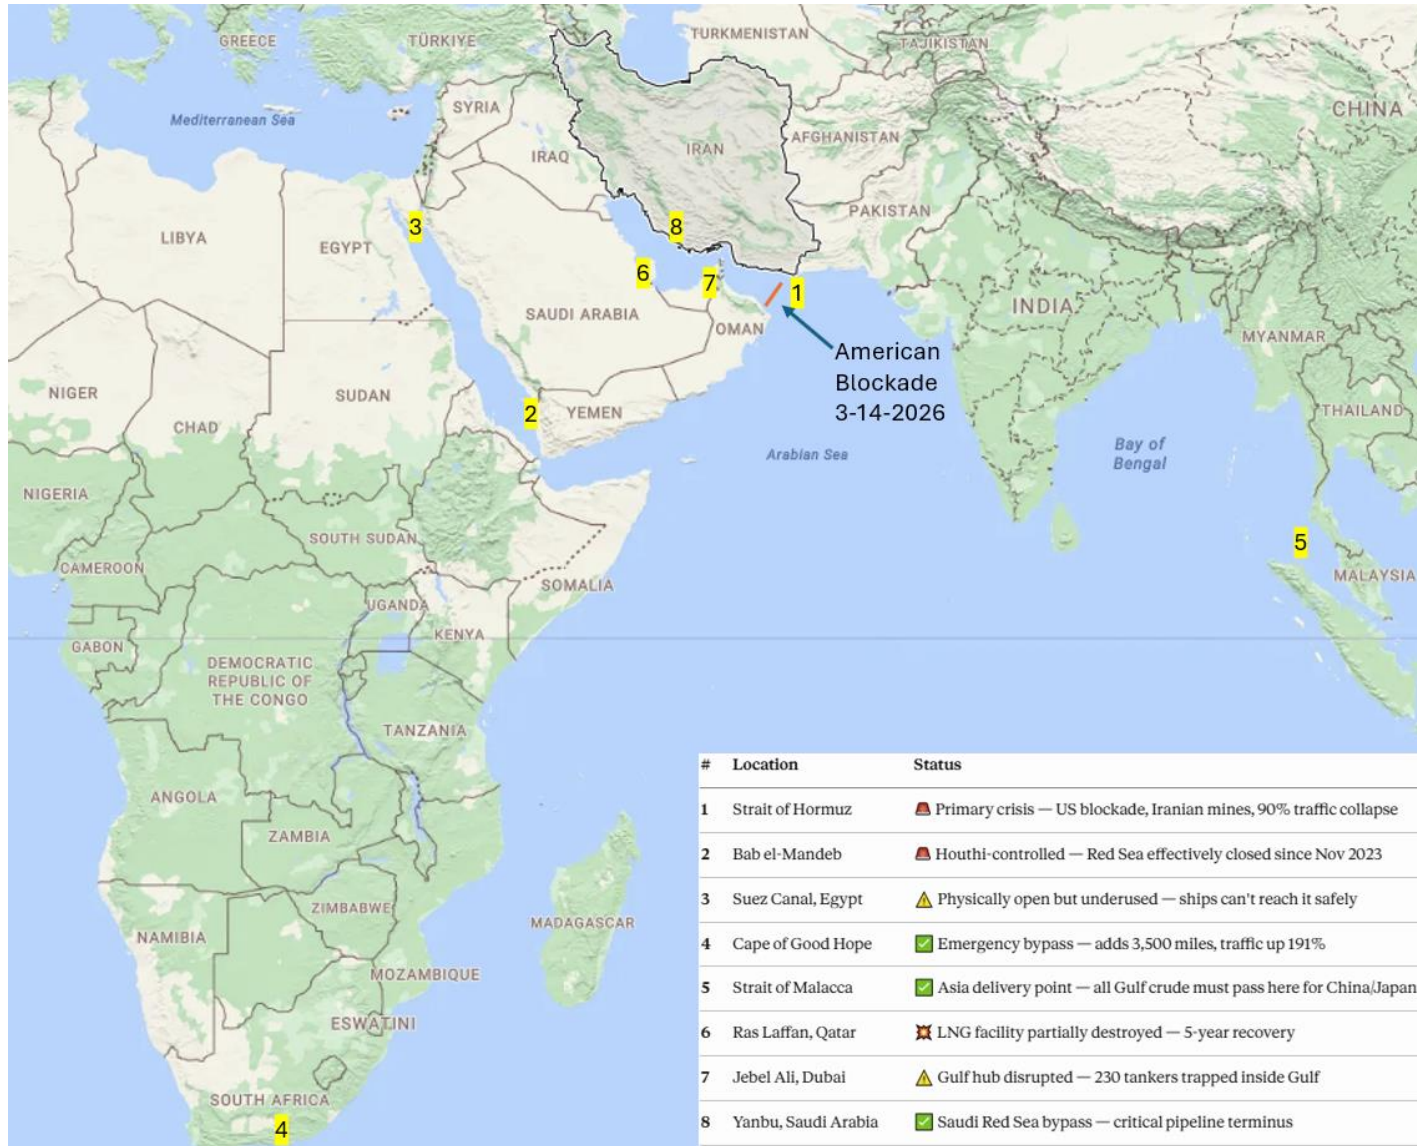 GREECE
TÜRKIYE
TURKMENISTAN
TAJIKISTAN
CHINA
Mediterranean Sea
SYRIA
IRAQ
IRAN
AFGHANISTAN
PAKISTAN
LIBYA
EGYPT
3
8
6
7
1
SAUDI ARABIA
OMAN
INDIA
MYANMAR
American
Blockade
3-14-2026
NIGER
CHAD
SUDAN
2
YEMEN
THAILAND
Arabian Sea
Bay of
Bengal
NIGERIA
SOUTH SUDAN
5
CAMEROON
SOMALIA
MALAYSIA
UGANDA
KENYA
GABON
DEMOCRATIC
REPUBLIC OF
THE CONGO
TANZANIA
ANGOLA
ZAMBIA
ZIMBABWE
NAMIBIA
MADAGASCAR
MOZAMBIQUE
ESWATINI
SOUTH AFRICA
4
# Location Status
1 Strait of Hormuz 🚨 Primary crisis — US blockade, Iranian mines, 90% traffic collapse
2 Bab el-Mandeb 🚨 Houthi-controlled — Red Sea effectively closed since Nov 2023
3 Suez Canal, Egypt ⚠️ Physically open but underused — ships can't reach it safely
4 Cape of Good Hope ✅ Emergency bypass — adds 3,500 miles, traffic up 191%
5 Strait of Malacca ✅ Asia delivery point — all Gulf crude must pass here for China/Japan
6 Ras Laffan, Qatar 💥 LNG facility partially destroyed — 5-year recovery
7 Jebel Ali, Dubai ⚠️ Gulf hub disrupted — 230 tankers trapped inside Gulf
8 Yanbu, Saudi Arabia ✅ Saudi Red Sea bypass — critical pipeline terminus